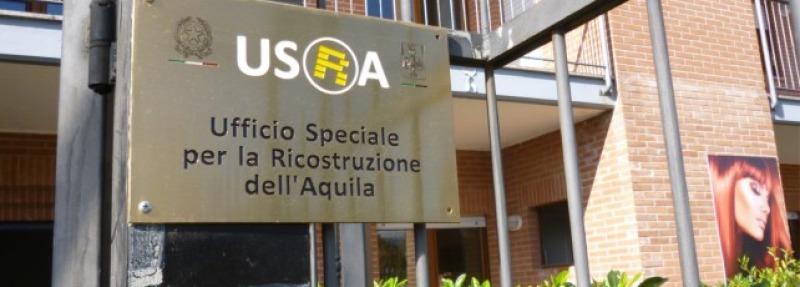 USRA
Ufficio Speciale
per la Ricostruzione
dell'Aquila